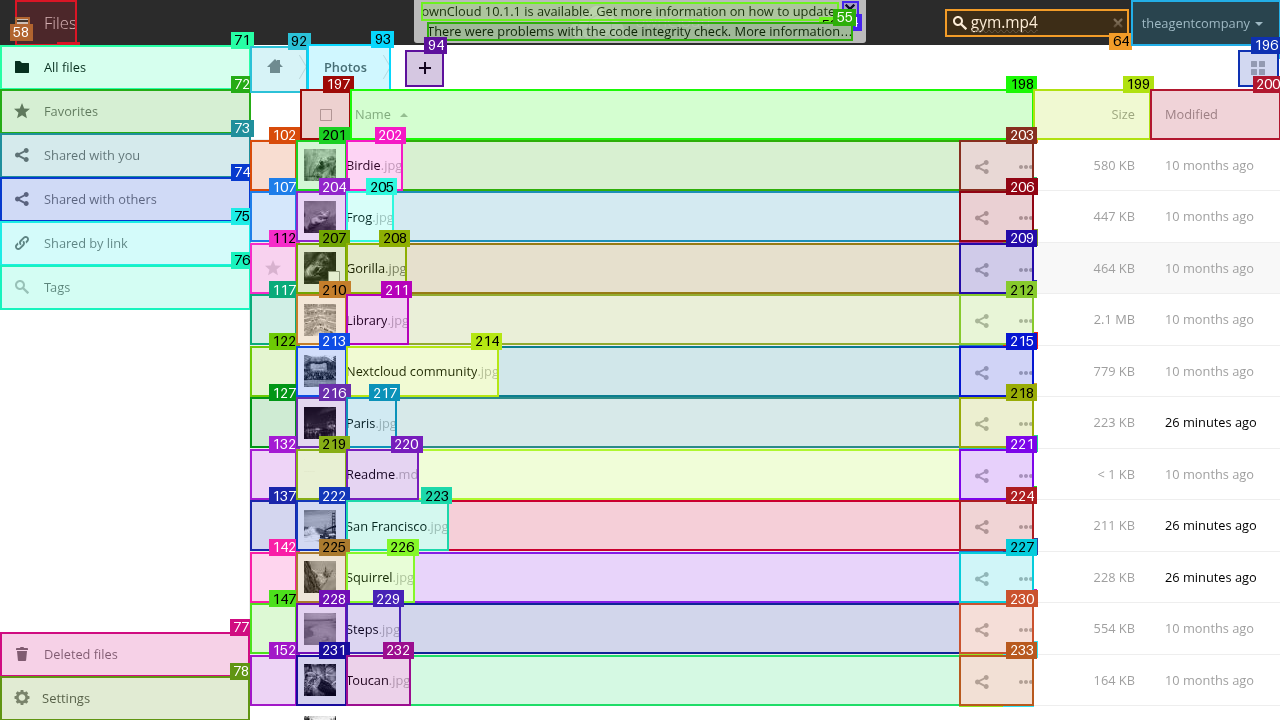 Files
58
ownCloud 10.1.1 is available. Get more information on how to update
55
There were problems with the code integrity check. More information…
gym.mp4
64
theagentcompany
71
All files
72
Favorites
73
Shared with you
74
Shared with others
75
Shared by link
76
Tags
77
Deleted files
78
Settings
92
93
Photos
94
+
196
197
198
199
200
Name
Size
Modified
102
201
202
203
Birdie.jpg
580 KB
10 months ago
107
204
205
206
Frog.jpg
447 KB
10 months ago
112
207
208
209
Gorilla.jpg
464 KB
10 months ago
117
210
211
212
Library.jpg
2.1 MB
10 months ago
122
213
214
215
Nextcloud community.jpg
779 KB
10 months ago
127
216
217
218
Paris.jpg
223 KB
26 minutes ago
132
219
220
221
Readme.md
< 1 KB
10 months ago
137
222
223
224
San Francisco.jpg
211 KB
26 minutes ago
142
225
226
227
Squirrel.jpg
228 KB
26 minutes ago
147
228
229
230
Steps.jpg
554 KB
10 months ago
152
231
232
233
Toucan.jpg
164 KB
10 months ago